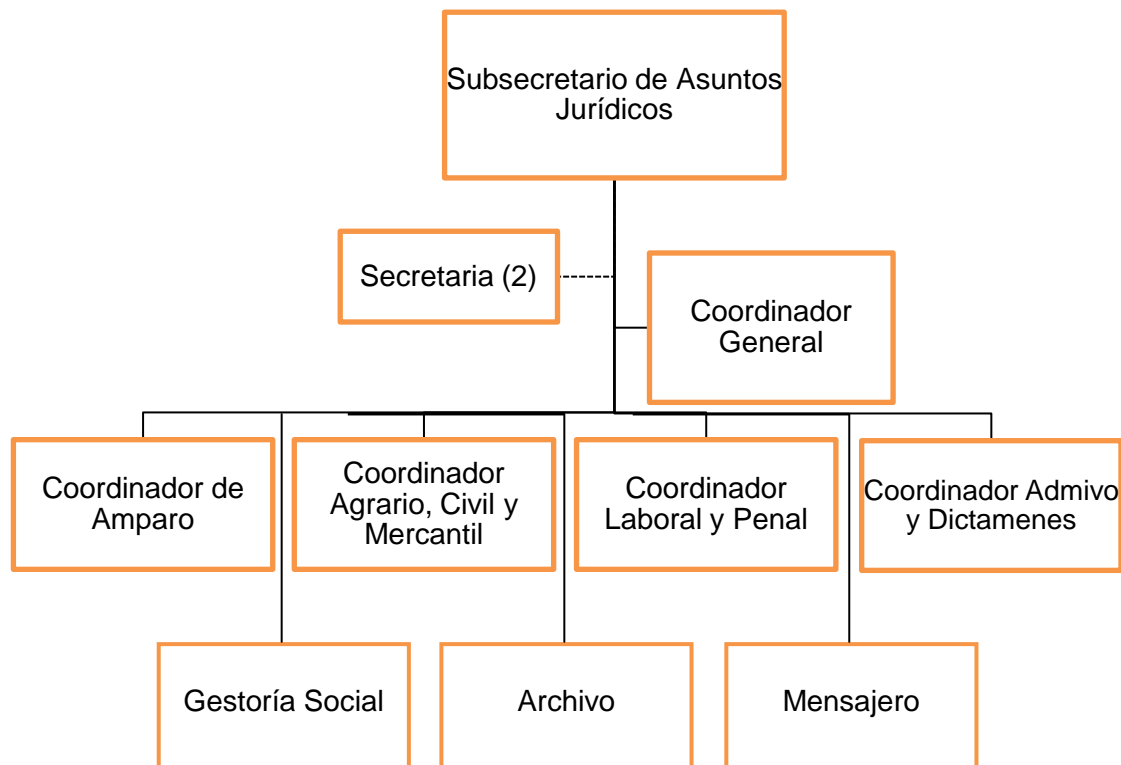 Subsecretario de Asuntos
Jurídicos
Secretaria (2)
Coordinador
General
Coordinador de
Amparo
Coordinador
Agrario, Civil y
Mercantil
Coordinador
Laboral y Penal
Coordinador Admivo
y Dictamenes
Gestoría Social
Archivo
Mensajero